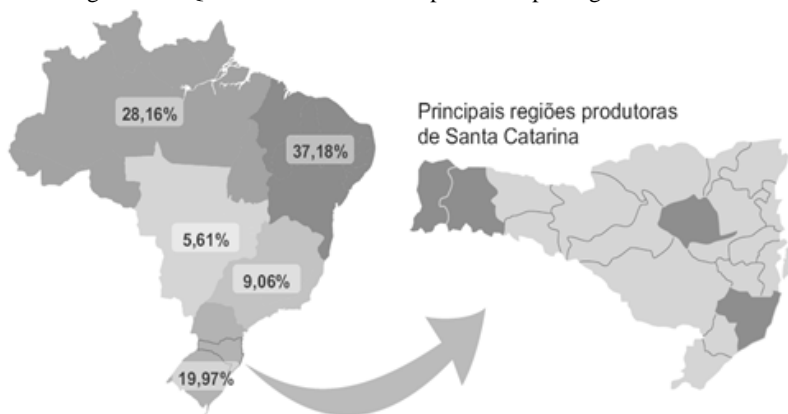 28,16%
37,18%
5,61%
9,06%
19,97%
Principais regiões produtoras
de Santa Catarina